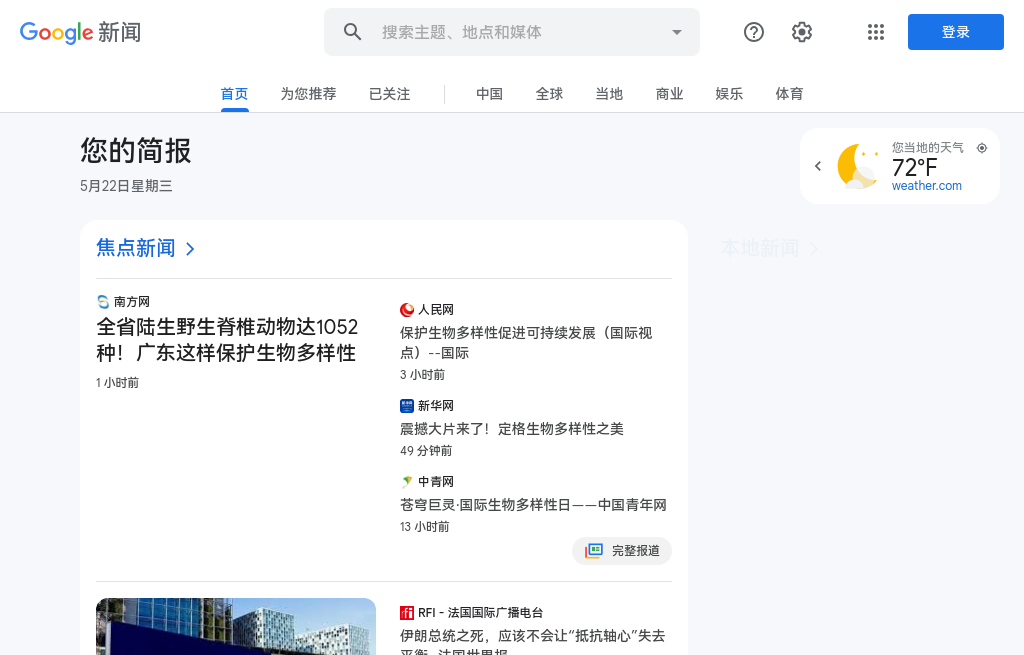 Google 新闻
搜索主题、地点和媒体
登录
首页
为您推荐
已关注
中国
全球
当地
商业
娱乐
体育
您的简报
5月22日星期三
您当地的天气
72°F
weather.com
焦点新闻
本地新闻
南方网
全省陆生野生脊椎动物达1052
种！广东这样保护生物多样性
1 小时前
人民网
保护生物多样性促进可持续发展（国际视
点）--国际
3 小时前
新华网
震撼大片来了！定格生物多样性之美
49 分钟前
中青网
苍穹巨灵·国际生物多样性日——中国青年网
13 小时前
完整报道
RFI - 法国国际广播电台
伊朗总统之死，应该不会让“抵抗轴心”失去
平衡 - 法国世界报